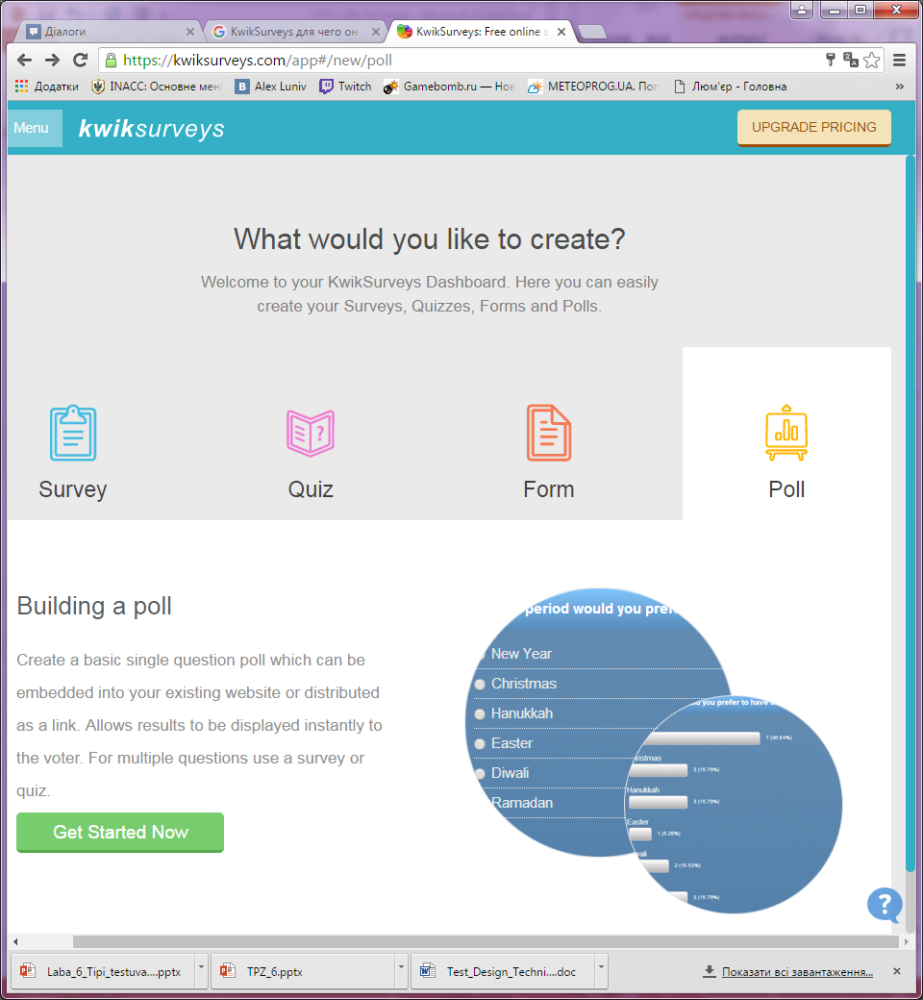 Діалоги
KwikSurveys для чего он
KwikSurveys: Free online s
https://kwiksurveys.com/app#/new/poll
Додатки
INACC: Основне мен
Alex Luniv
Twitch
Gamebomb.ru — Нов
METEOPROG.UA. Пог
Люм'єр - Головна
»
Menu
kwiksurveys
UPGRADE PRICING
What would you like to create?
Welcome to your KwikSurveys Dashboard. Here you can easily
create your Surveys, Quizzes, Forms and Polls.
Survey
Quiz
Form
Poll
Building a poll
Create a basic single question poll which can be
embedded into your existing website or distributed
as a link. Allows results to be displayed instantly to
the voter. For multiple questions use a survey or
quiz.
Get Started Now
period would you pref
New Year
Christmas
Hanukkah
Easter
Diwali
Ramadan
you prefer to have
7 (36.84%)
hristmas
3 (15.79%)
Hanukkah
3 (15.79%)
Easter
1 (5.26%)
wali
2 (10.53%)
3 (15.79%)
?
Laba_6_Tipi_testuva....pptx
TPZ_6.pptx
Test_Design_Techni....doc
Показати всі завантаження...